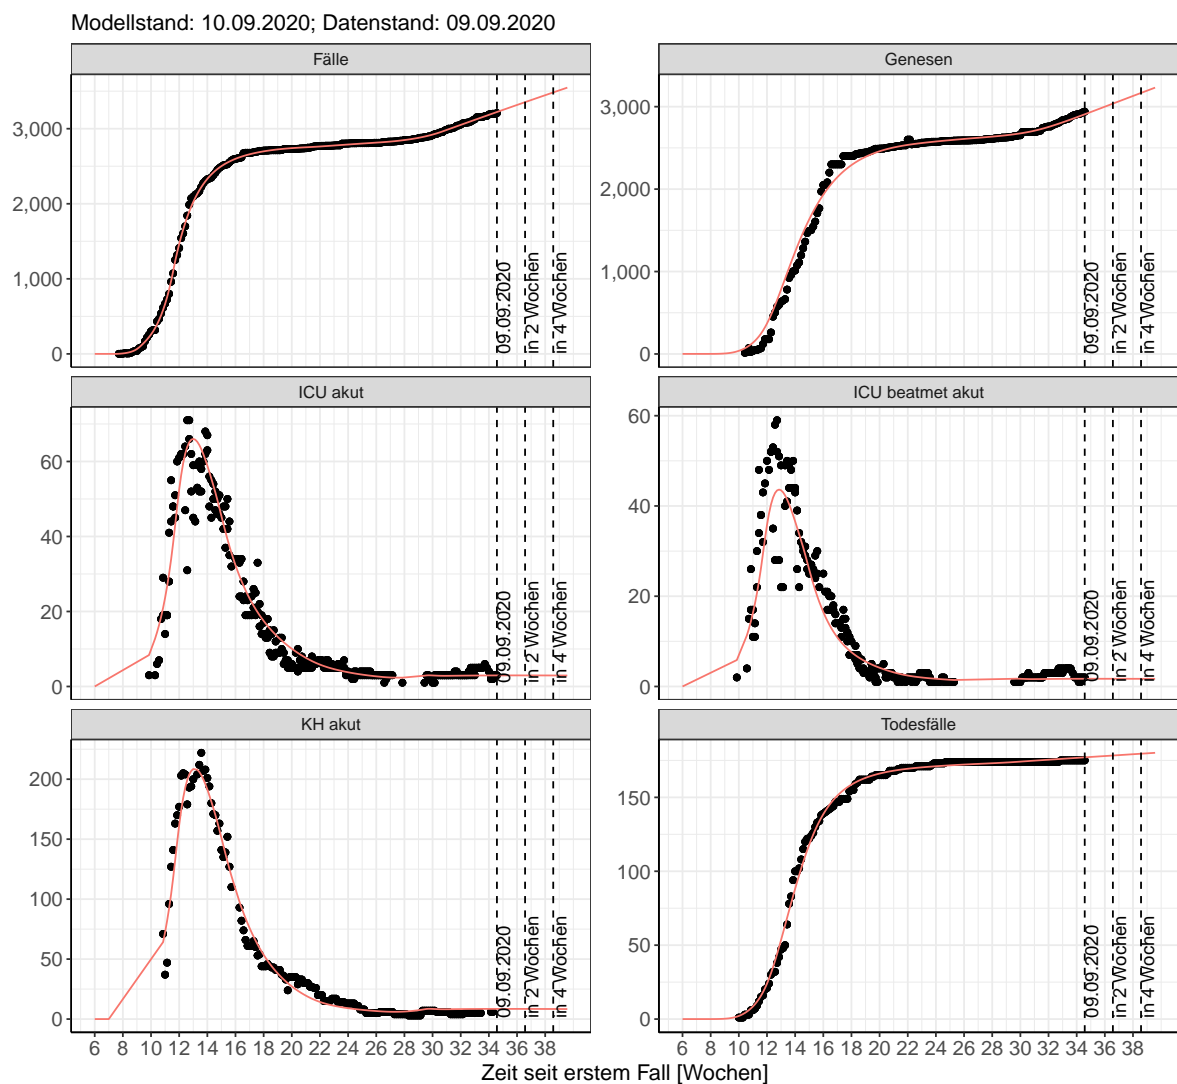 Modellstand: 10.09.2020; Datenstand: 09.09.2020
Fälle
Genesen
3,000
2,000
1,000
0
09.09.2020
in 2 Wochen
in 4 Wochen
3,000
2,000
1,000
0
09.09.2020
in 2 Wochen
in 4 Wochen
ICU akut
ICU beatmet akut
60
40
20
0
09.09.2020
in 2 Wochen
in 4 Wochen
60
40
20
0
09.09.2020
in 2 Wochen
in 4 Wochen
KH akut
Todesfälle
200
150
100
50
0
09.09.2020
in 2 Wochen
in 4 Wochen
150
100
50
0
09.09.2020
in 2 Wochen
in 4 Wochen
6 8 10 12 14 16 18 20 22 24 26 28 30 32 34 36 38
6 8 10 12 14 16 18 20 22 24 26 28 30 32 34 36 38
Zeit seit erstem Fall [Wochen]